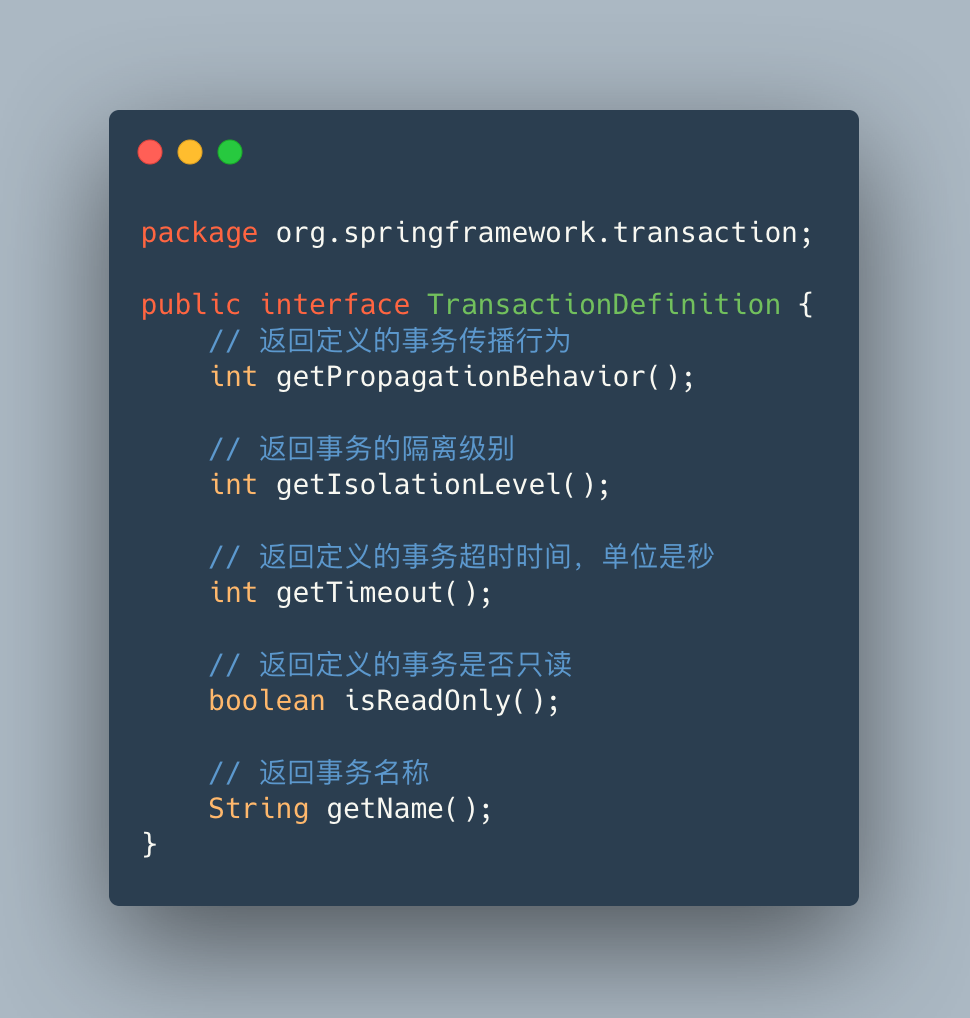 package org.springframework.transaction;
public interface TransactionDefinition {
// 返回定义的事务传播行为
int getPropagationBehavior();
// 返回事务的隔离级别
int getIsolationLevel();
// 返回定义的事务超时时间，单位是秒
int getTimeout();
// 返回定义的事务是否只读
boolean isReadOnly();
// 返回事务名称
String getName();
}